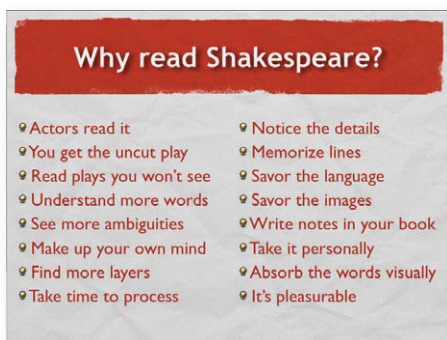 Why read Shakespeare?
Actors read it
You get the uncut play
Read plays you won't see
Understand more words
See more ambiguities
Make up your own mind
Find more layers
Take time to process
Notice the details
Memorize lines
Savor the language
Savor the images
Write notes in your book
Take it personally
Absorb the words visually
It's pleasurable